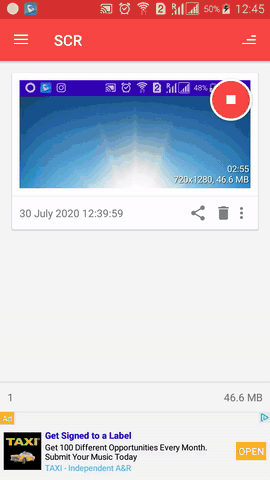 50% 12:45
SCR
2 48%
02:55
720x1280, 46.6 MB
30 July 2020 12:39:59
1 46.6 MB
Ad
Get Signed to a Label
Get 100 Different Opportunities Every Month.
Submit Your Music Today
TAXI - Independent A&R
TAXI
OPEN